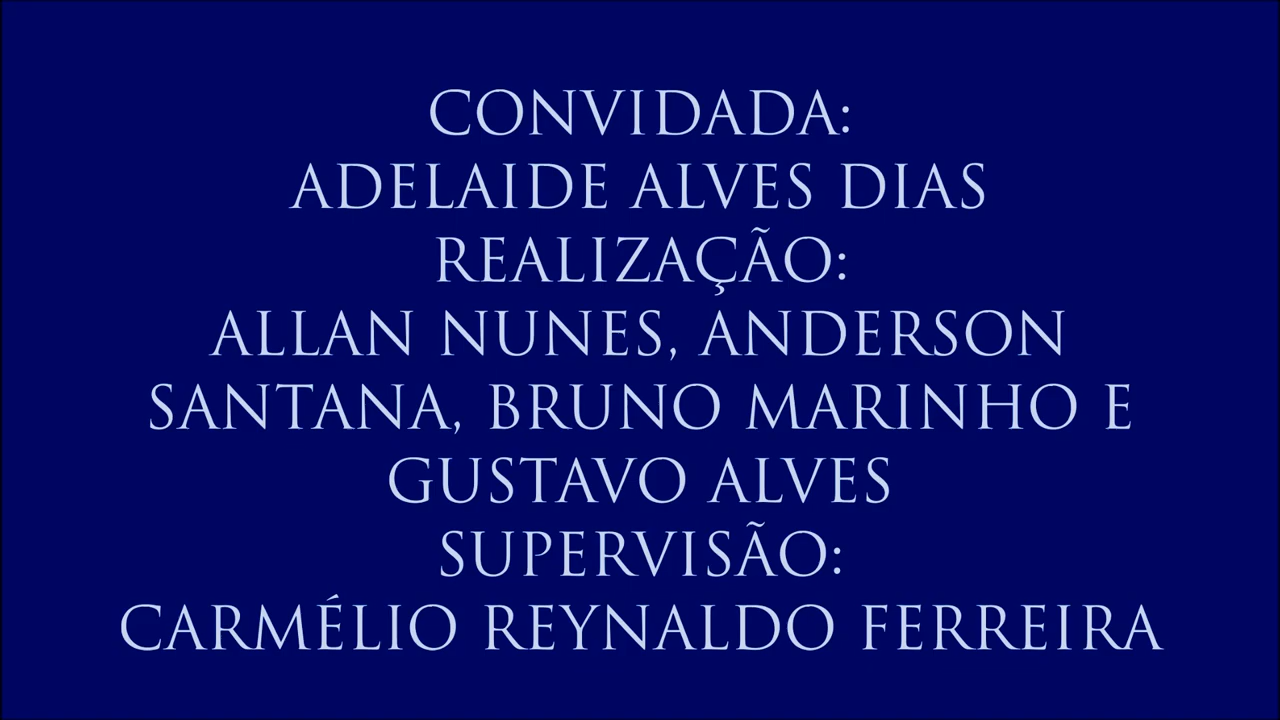 CONVIDADA:
ADELAIDE ALVES DIAS
REALIZAÇÃO:
ALLAN NUNES, ANDERSON
SANTANA, BRUNO MARINHO E
GUSTAVO ALVES
SUPERVISÃO:
CARMÉLIO REYNALDO FERREIRA